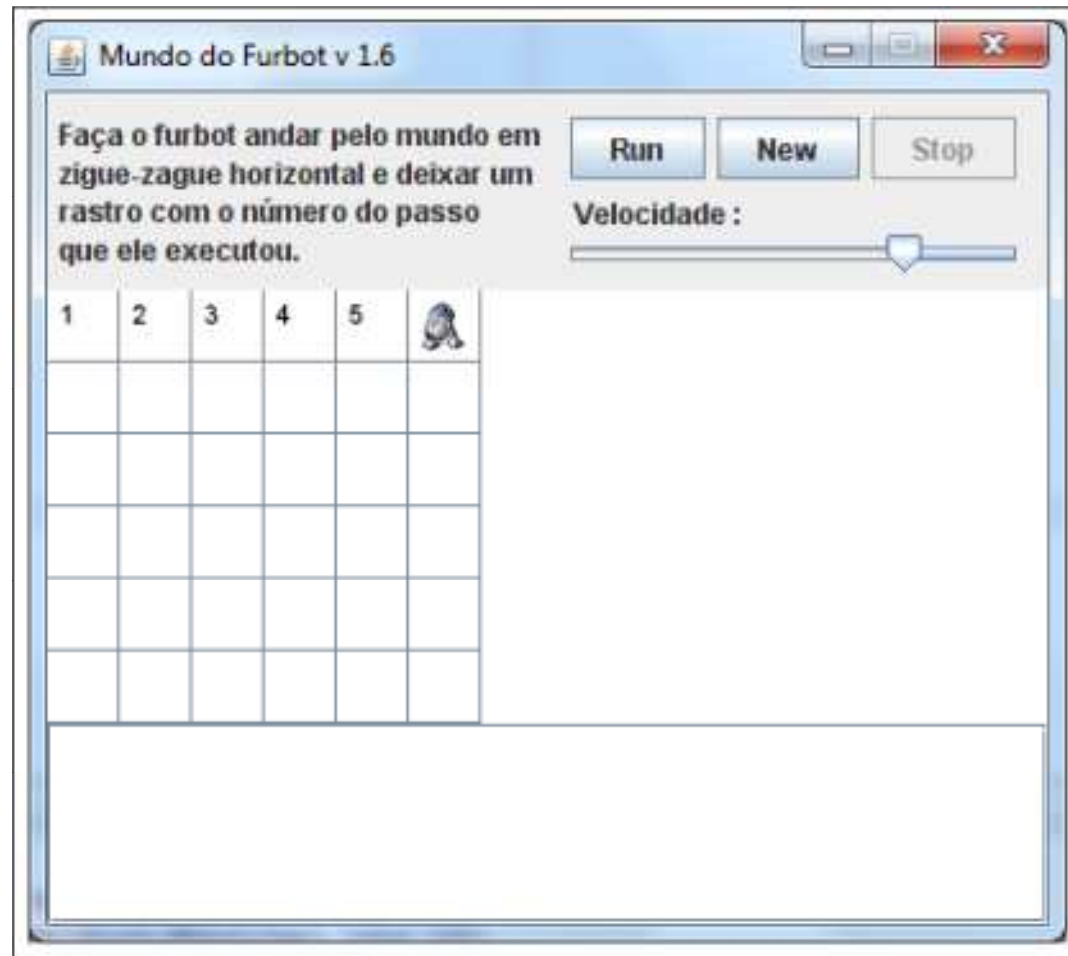 Mundo do Furbot v 1.6
Faça o furbot andar pelo mundo em
zigue-zague horizontal e deixar um
rastro com o número do passo
que ele executou.
Run New Stop
Velocidade :
1 2 3 4 5